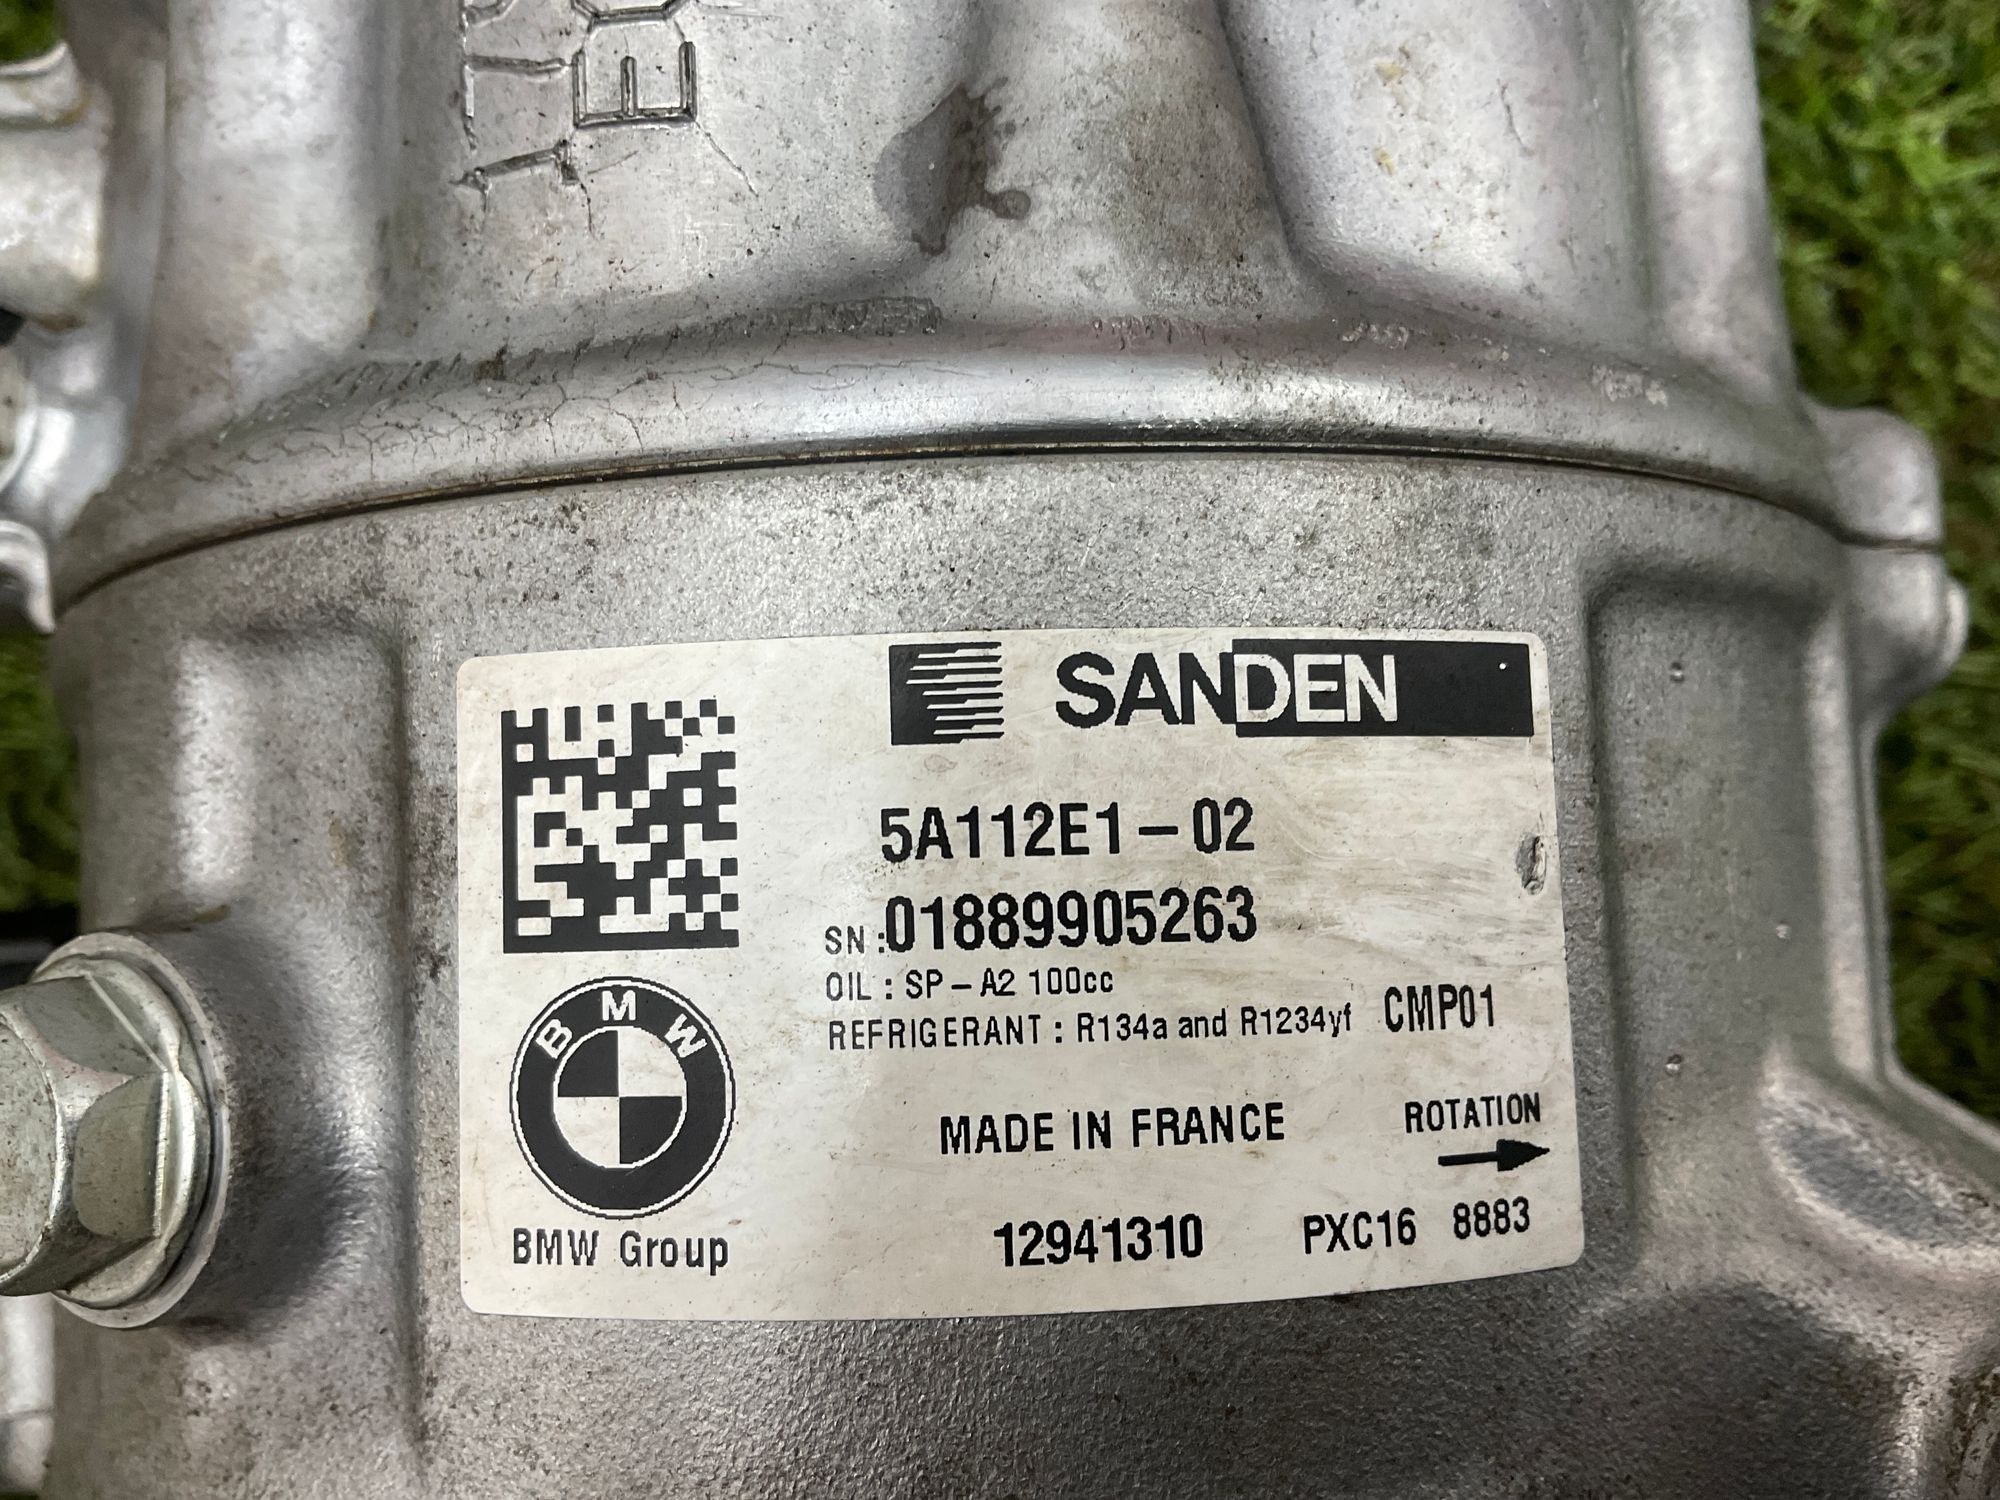 SANDEN
5A112E1-02
SN:01889905263
OIL : SP-A2 100cc
REFRIGERANT : R134a and R1234yf CMP01
BMW
MADE IN FRANCE
ROTATION
BMW Group
12941310 PXC16 8883